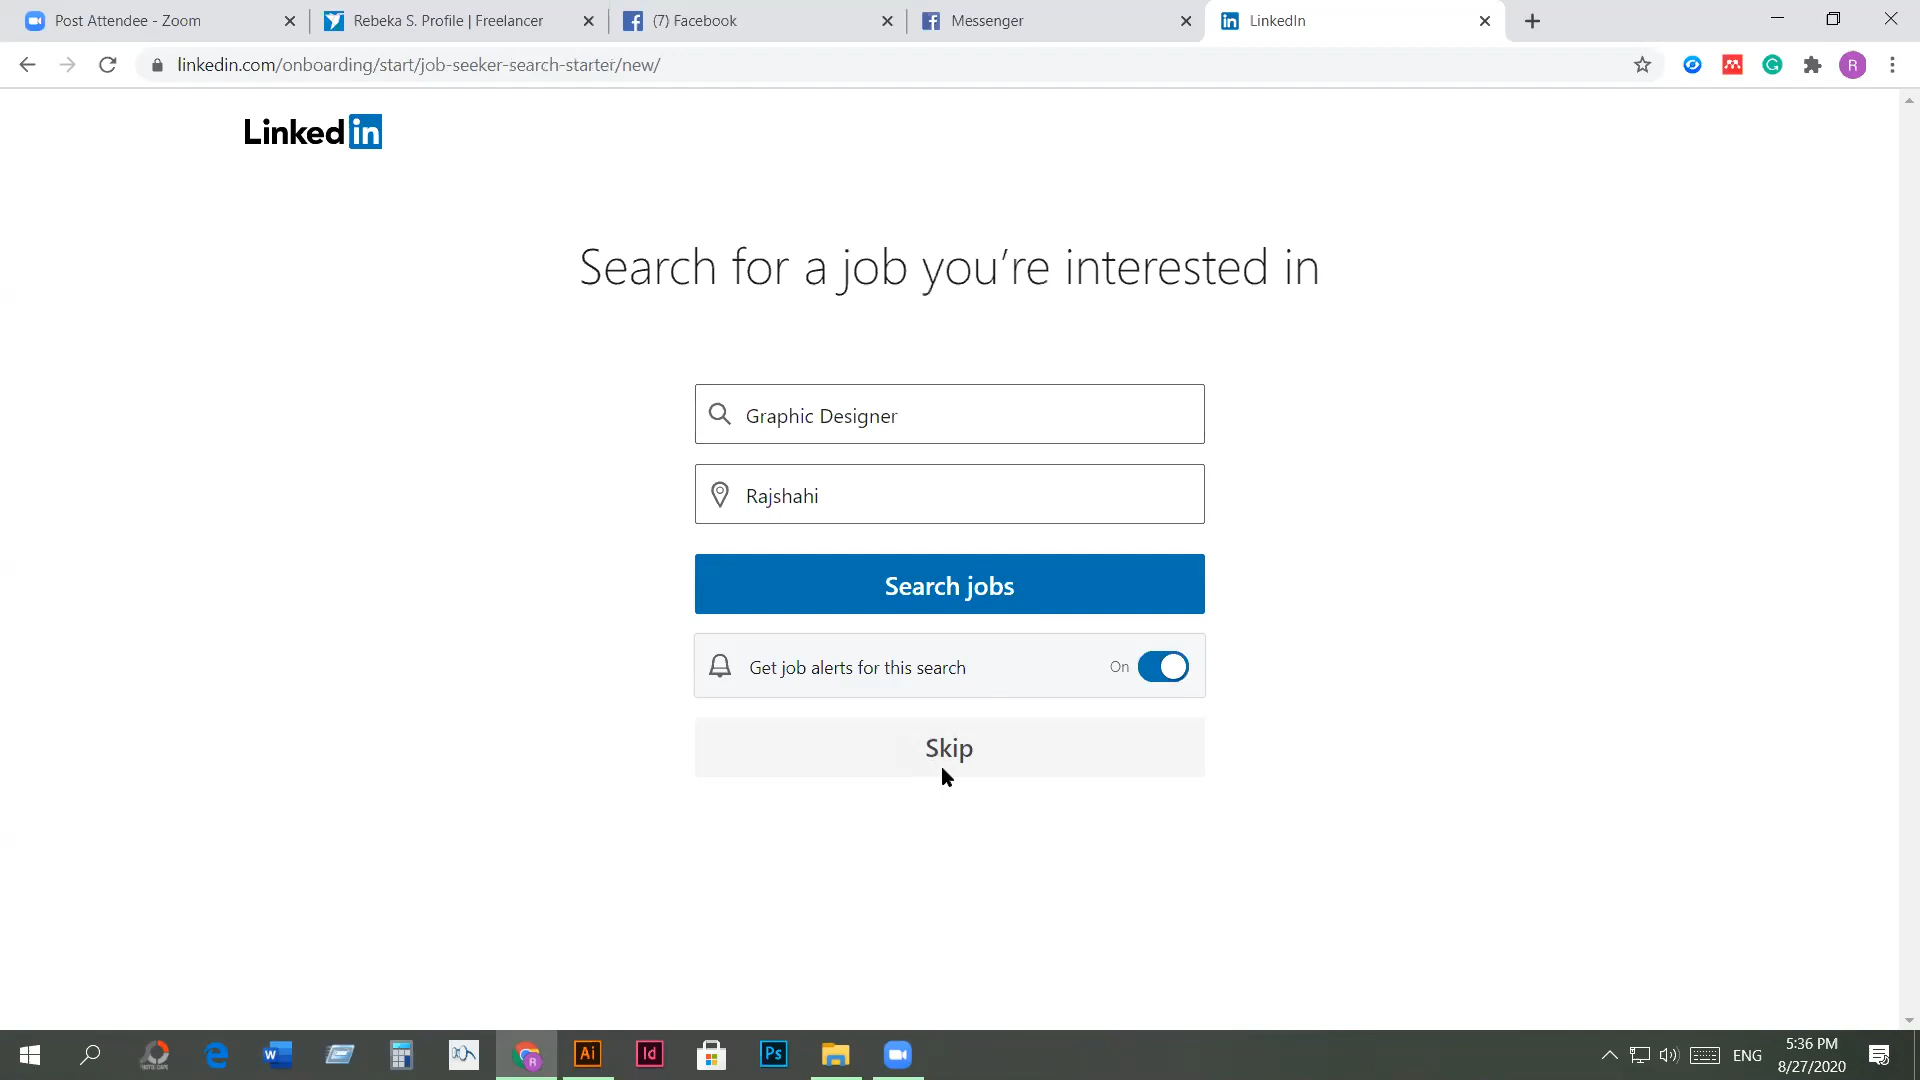 Post Attendee - Zoom
Rebeka S. Profile | Freelancer
(7) Facebook
Messenger
LinkedIn
linkedin.com/onboarding/start/job-seeker-search-starter/new/
R
Linked in
Search for a job you're interested in
Graphic Designer
Rajshahi
Search jobs
Get job alerts for this search
On
Skip
W
R
Ai
Id
Ps
ENG
5:36 PM
8/27/2020